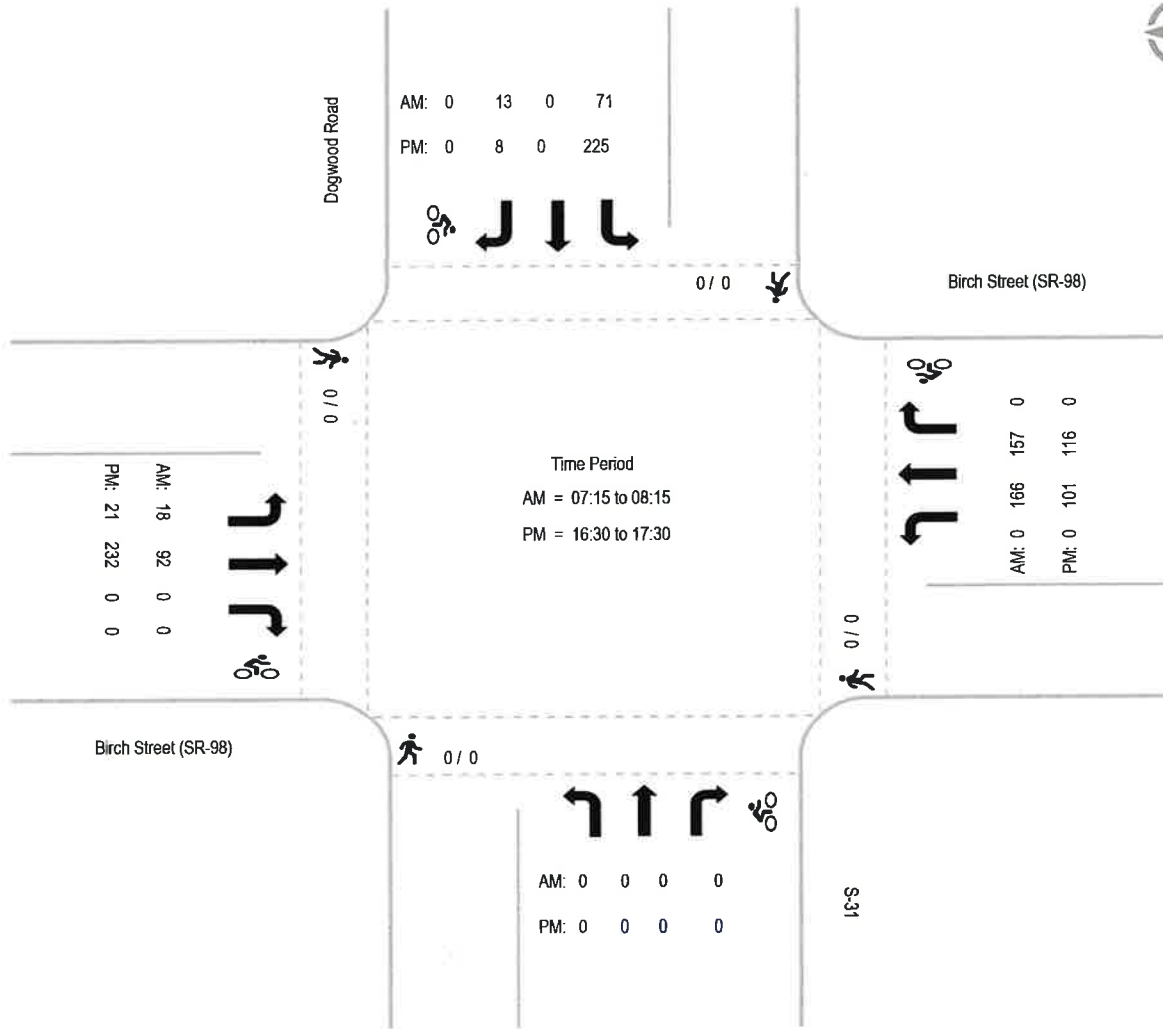 Dogwood Road
AM: 0 13 0 71
PM: 0 8 0 225
0 / 0
Birch Street (SR-98)
0 / 0
AM: 0 166 157 0
PM: 0 101 116 0
Time Period
AM = 07:15 to 08:15
PM = 16:30 to 17:30
AM: 18 92 0 0
PM: 21 232 0 0
0 / 0
Birch Street (SR-98)
0 / 0
AM: 0 0 0 0
PM: 0 0 0 0
S-31